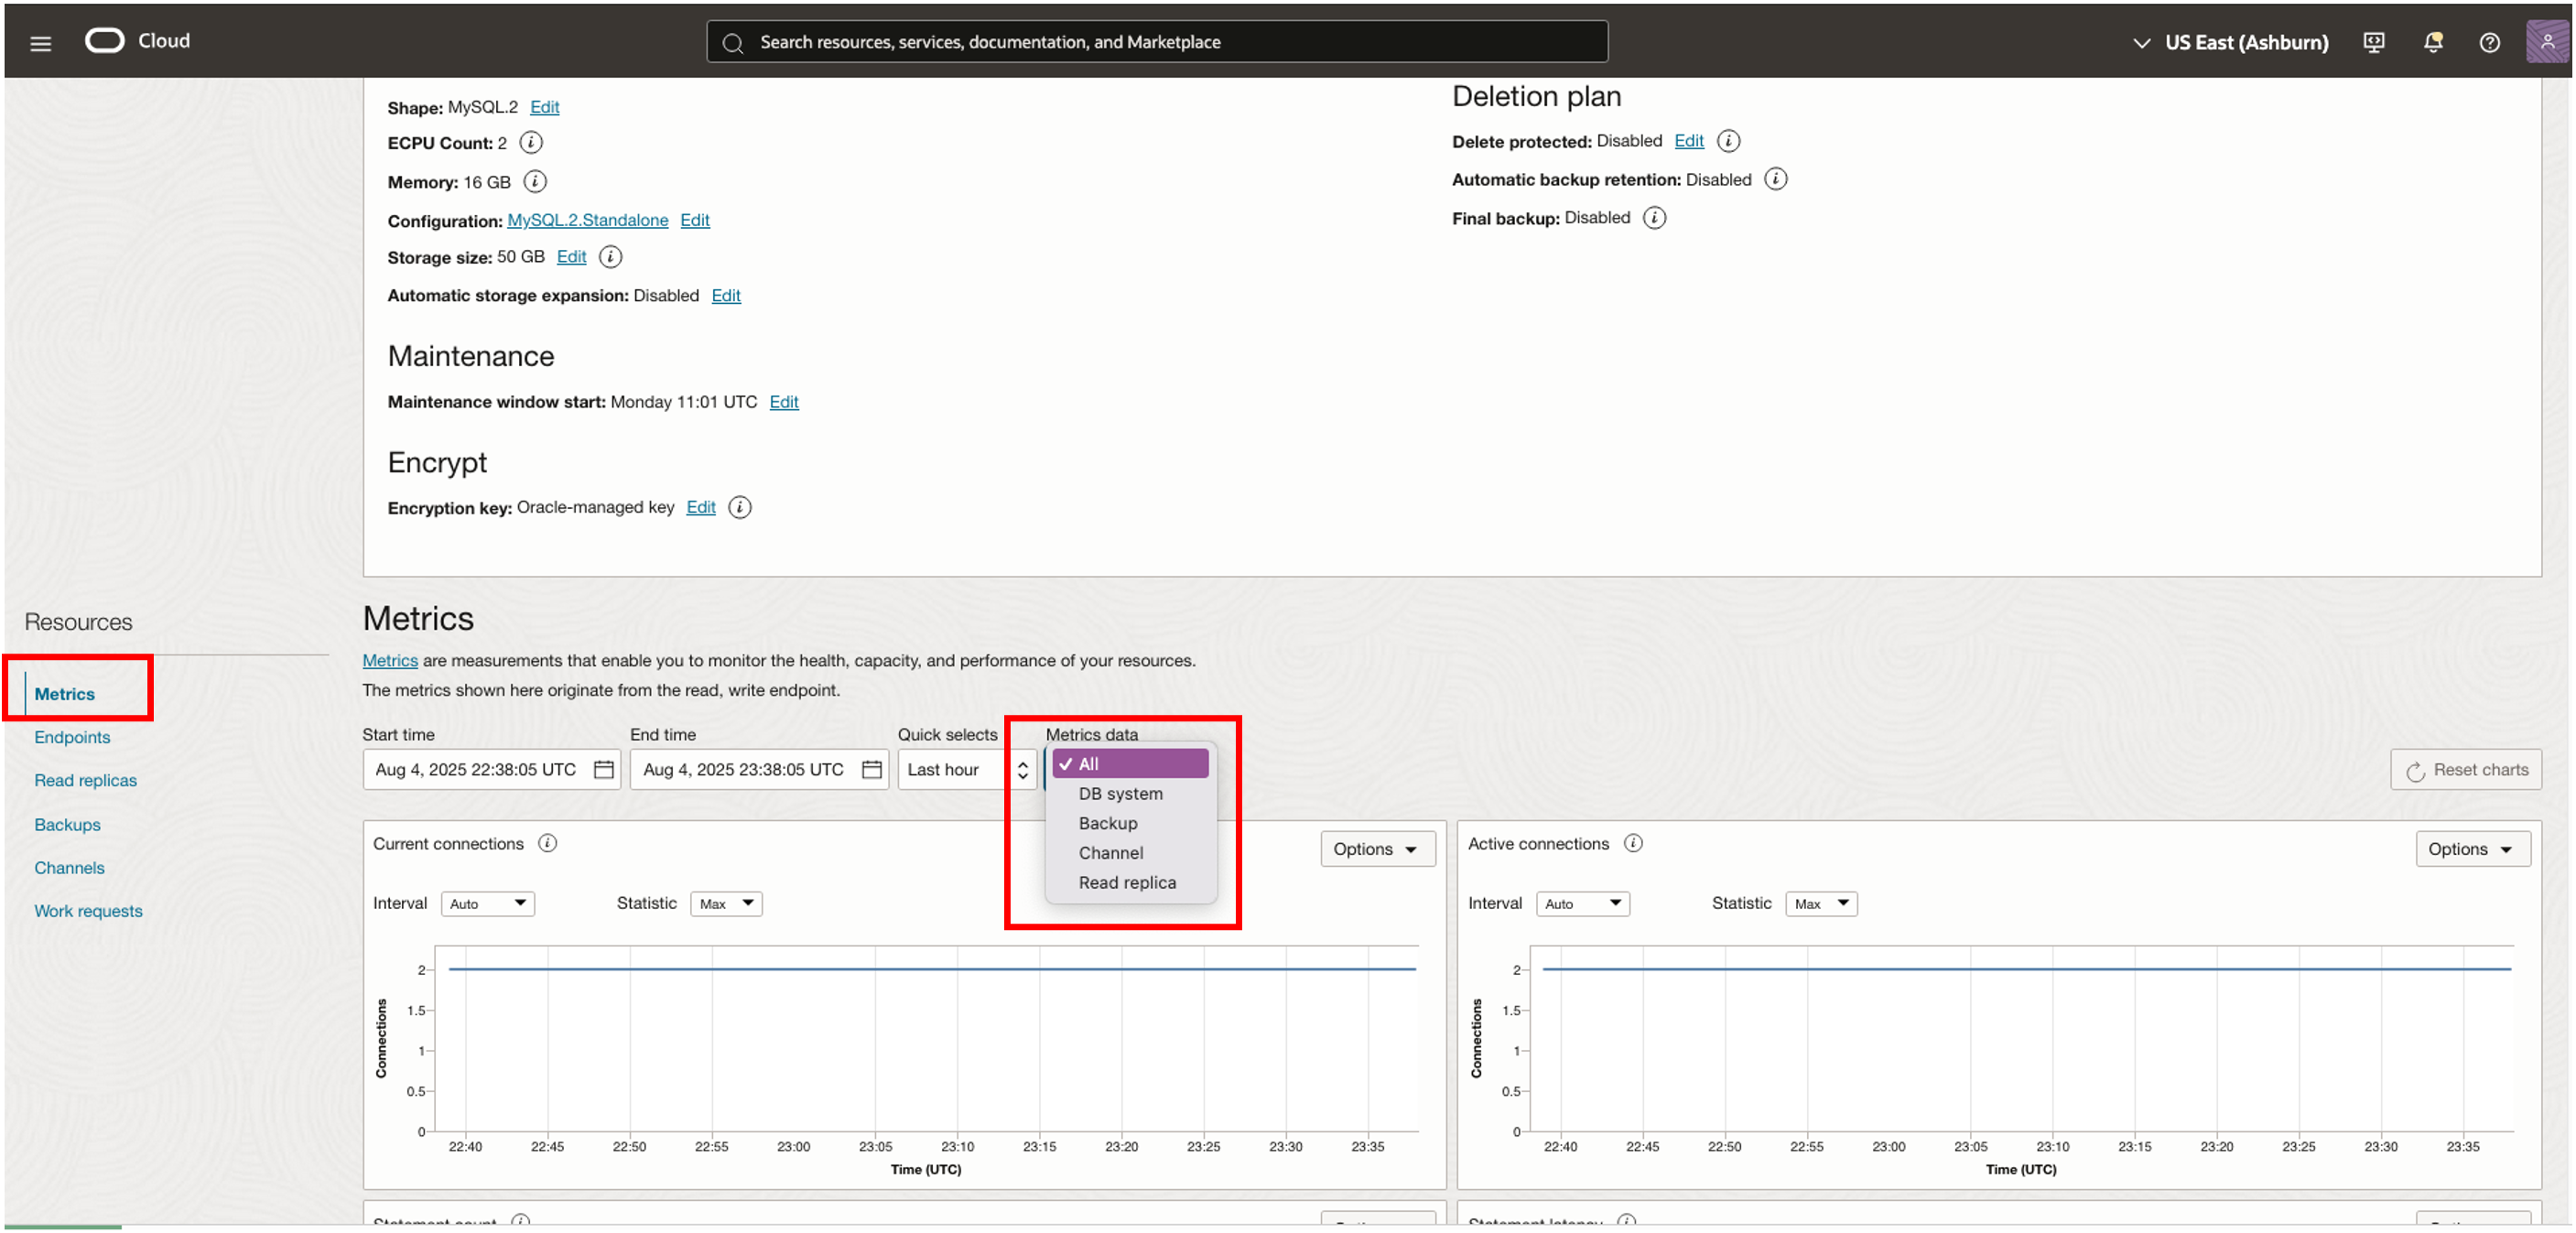 Cloud
Search resources, services, documentation, and Marketplace
US East (Ashburn)
Shape: MySQL.2 Edit
ECPU Count: 2
Memory: 16 GB
Configuration: MySQL.2.Standalone Edit
Storage size: 50 GB Edit
Automatic storage expansion: Disabled Edit
Maintenance
Maintenance window start: Monday 11:01 UTC Edit
Encrypt
Encryption key: Oracle-managed key Edit
Deletion plan
Delete protected: Disabled Edit
Automatic backup retention: Disabled
Final backup: Disabled
Resources
Metrics
Endpoints
Read replicas
Backups
Channels
Work requests
Metrics
Metrics are measurements that enable you to monitor the health, capacity, and performance of your resources.
The metrics shown here originate from the read, write endpoint.
Start time End time Quick selects Metrics data
Aug 4, 2025 22:38:05 UTC Aug 4, 2025 23:38:05 UTC Last hour
✓ All
DB system
Backup
Channel
Read replica
Reset charts
Current connections
Options
Interval Auto Statistic Max
Connections
2
1.5
1
0.5
0
22:40 22:45 22:50 22:55 23:00 23:05 23:10 23:15 23:20 23:25 23:30 23:35
Time (UTC)
Active connections
Options
Interval Auto Statistic Max
Connections
2
1.5
1
0.5
0
22:40 22:45 22:50 22:55 23:00 23:05 23:10 23:15 23:20 23:25 23:30 23:35
Time (UTC)
Statement count
Statement latency